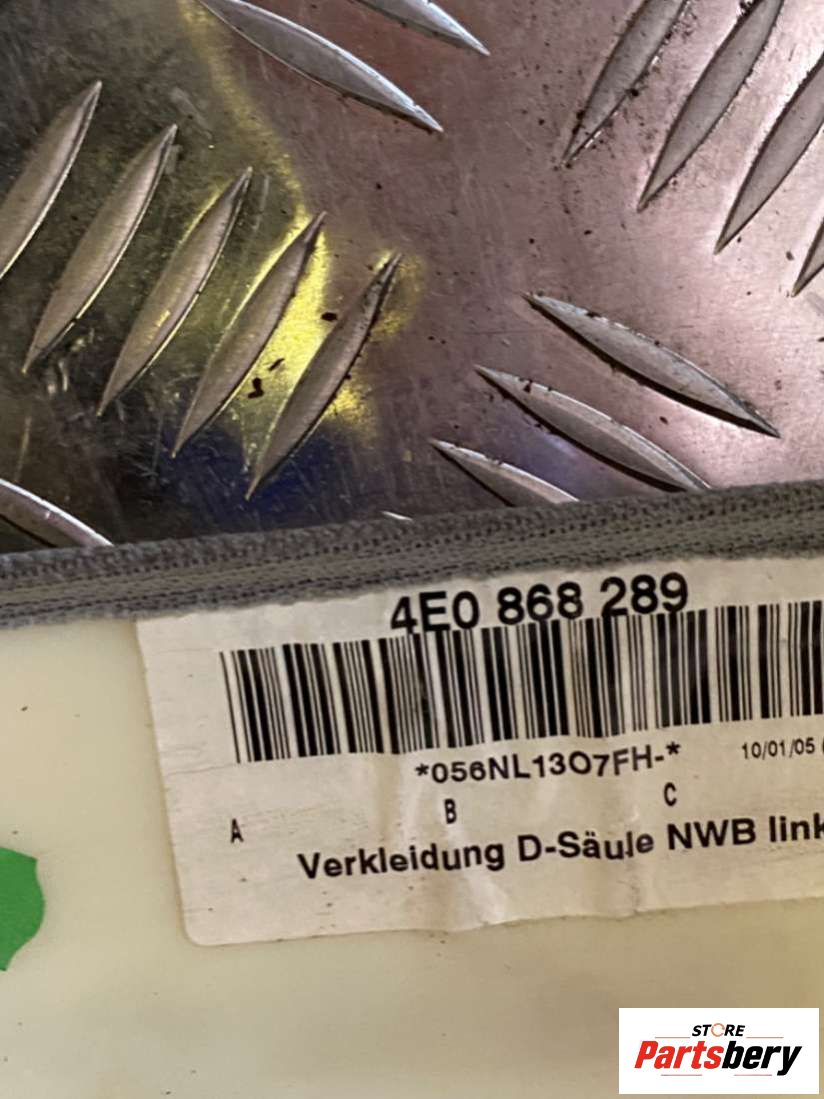 4E0 868 289
*056NL13O7FH-*
10/01/05
A
B
C
Verkleidung D-Säule NWB link
STORE
Partsbery